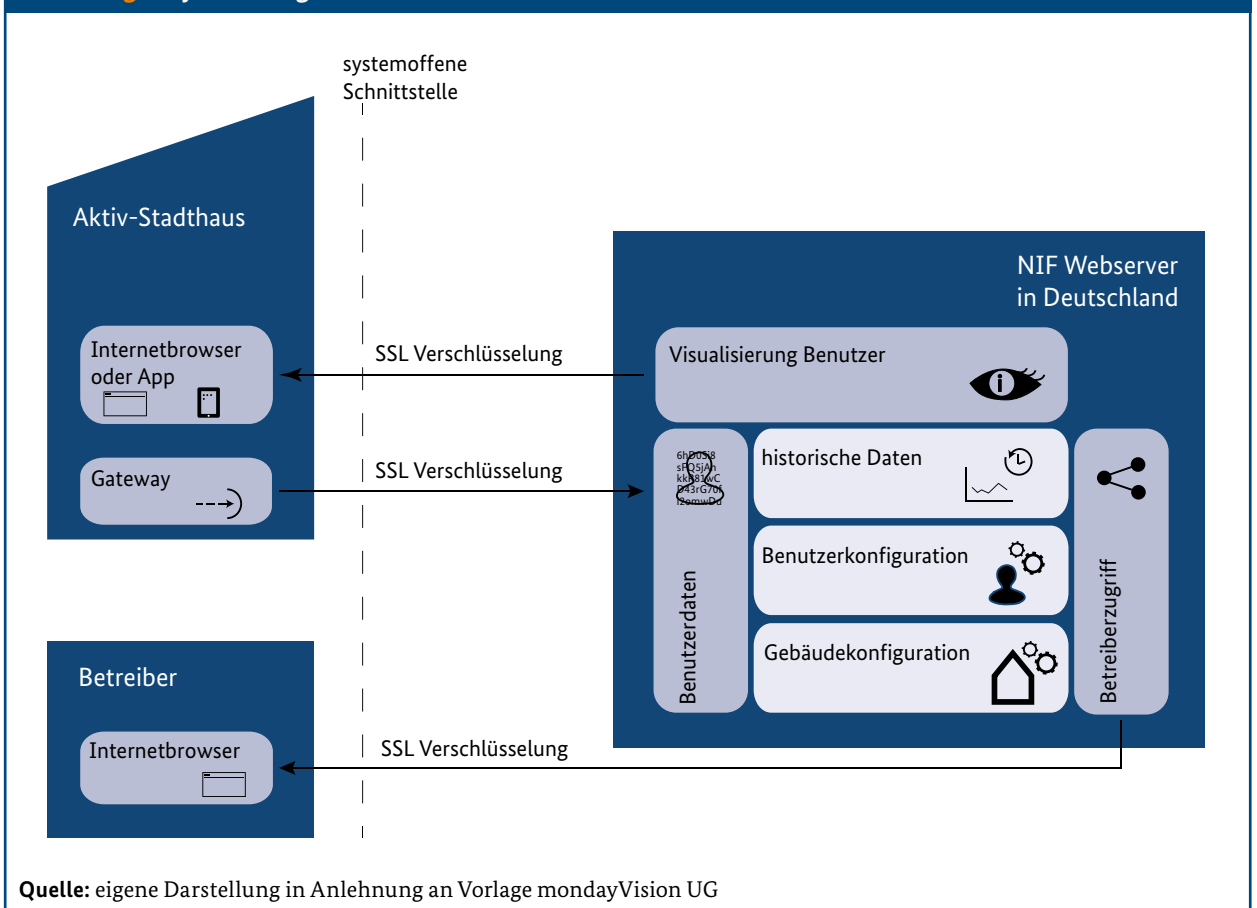 systemoffene
Schnittstelle
Aktiv-Stadthaus
NIF Webserver
in Deutschland
Internetbrowser
oder App
SSL Verschlüsselung
Visualisierung Benutzer
i
Gateway
SSL Verschlüsselung
historische Daten
Benutzerdaten
Benutzerkonfiguration
Gebäudekonfiguration
Betreiberzugriff
Betreiber
Internetbrowser
SSL Verschlüsselung
Quelle: eigene Darstellung in Anlehnung an Vorlage mondayVision UG